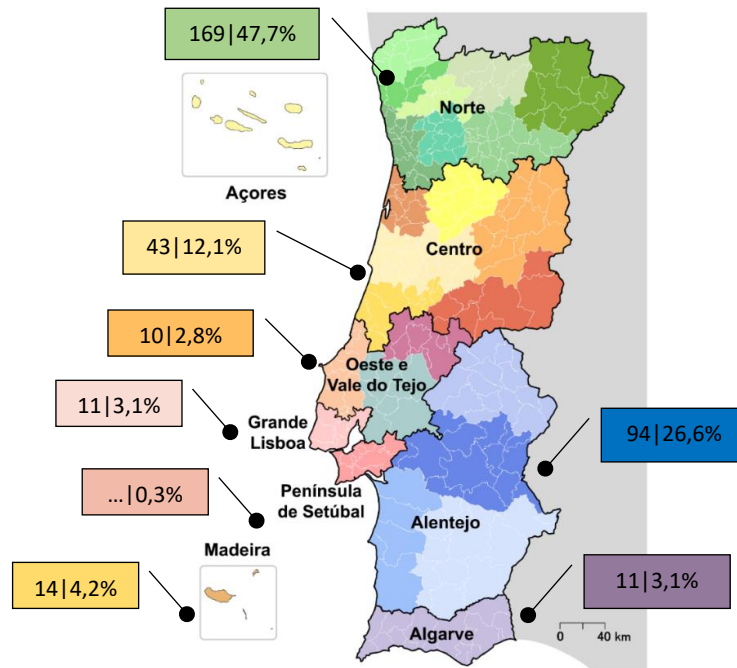 169|47,7%
Norte
Açores
43|12,1%
Centro
10|2,8%
Oeste e
Vale do Tejo
11|3,1%
Grande
Lisboa
94|26,6%
...|0,3%
Península
de Setúbal
Alentejo
Madeira
14|4,2%
11|3,1%
Algarve
0 40 km